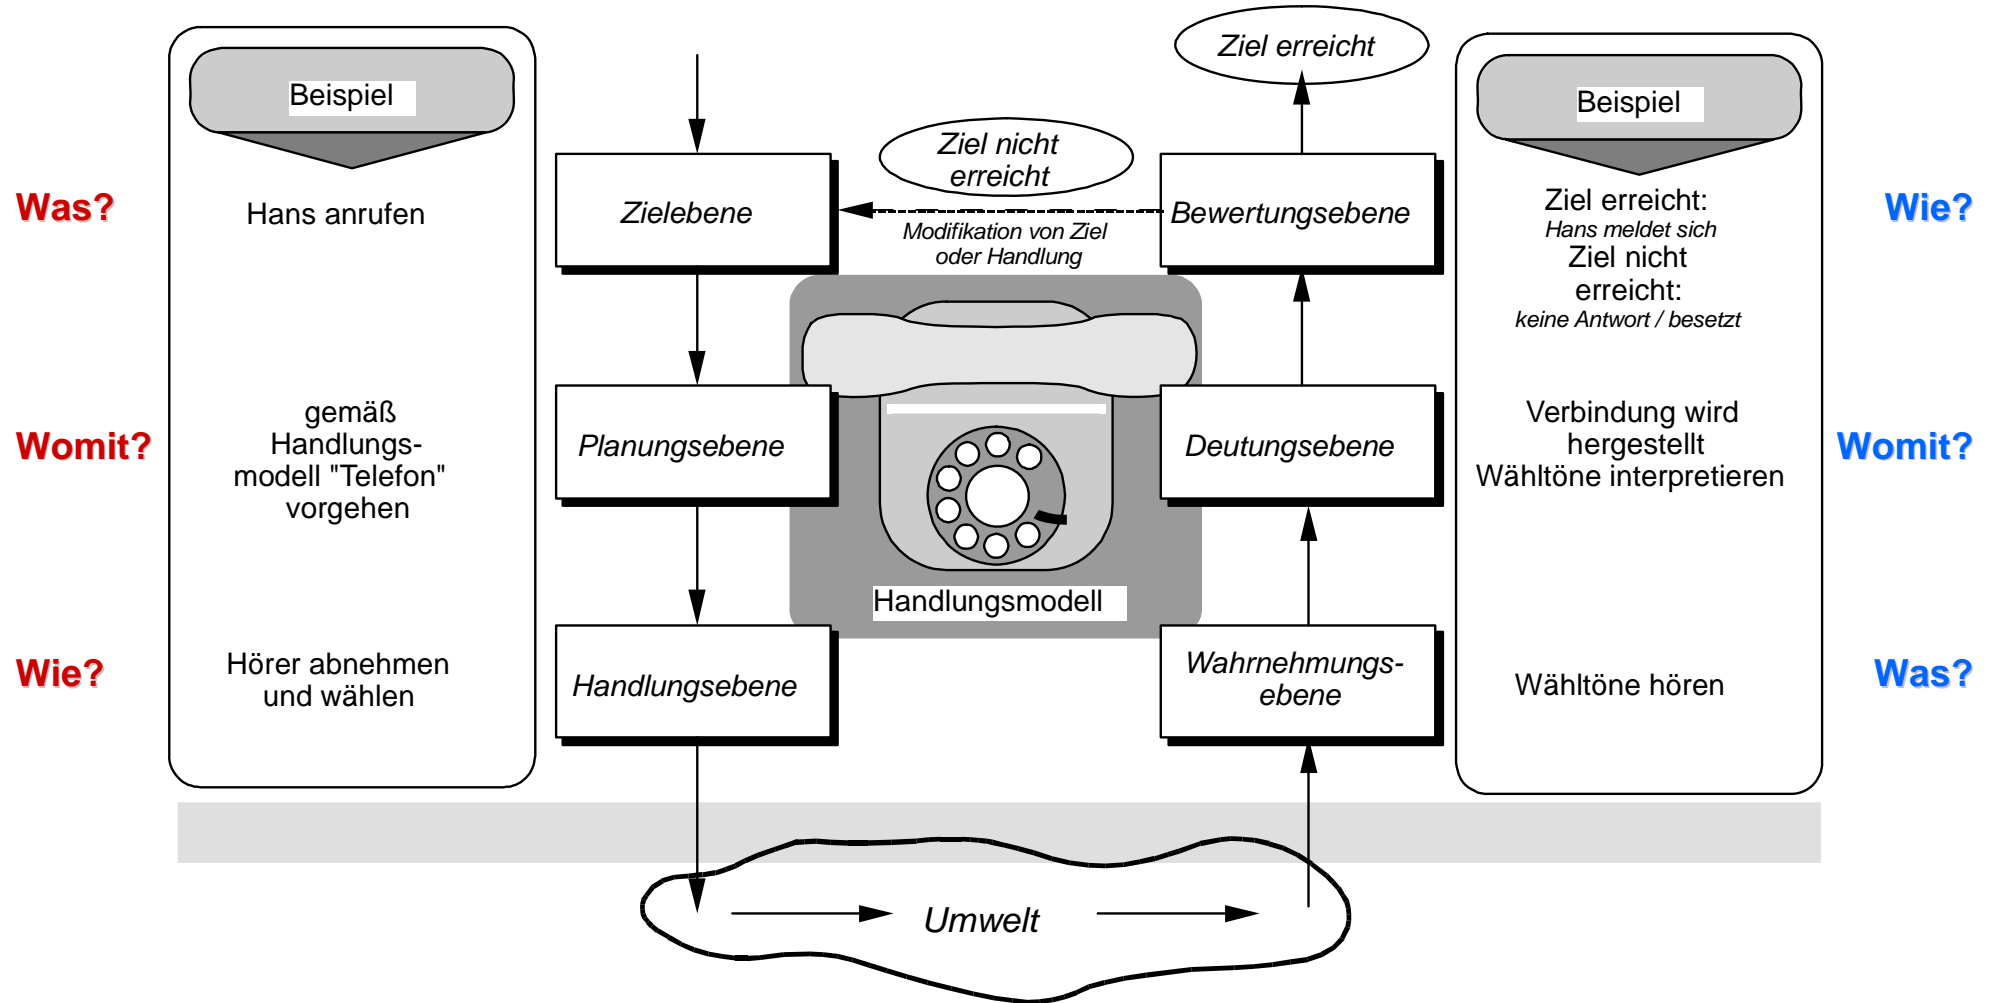 Beispiel
Ziel erreicht
Beispiel
Ziel nicht
erreicht
Was?
Hans anrufen
Zielebene
Modifikation von Ziel
oder Handlung
Bewertungsebene
Ziel erreicht:
Hans meldet sich
Ziel nicht
erreicht:
keine Antwort / besetzt
Wie?
Womit?
gemäß
Handlungs-
modell "Telefon"
vorgehen
Planungsebene
Deutungsebene
Verbindung wird
hergestellt
Wähltöne interpretieren
Womit?
Handlungsmodell
Wie?
Hörer abnehmen
und wählen
Handlungsebene
Wahrnehmungs-
ebene
Wähltöne hören
Was?
Umwelt